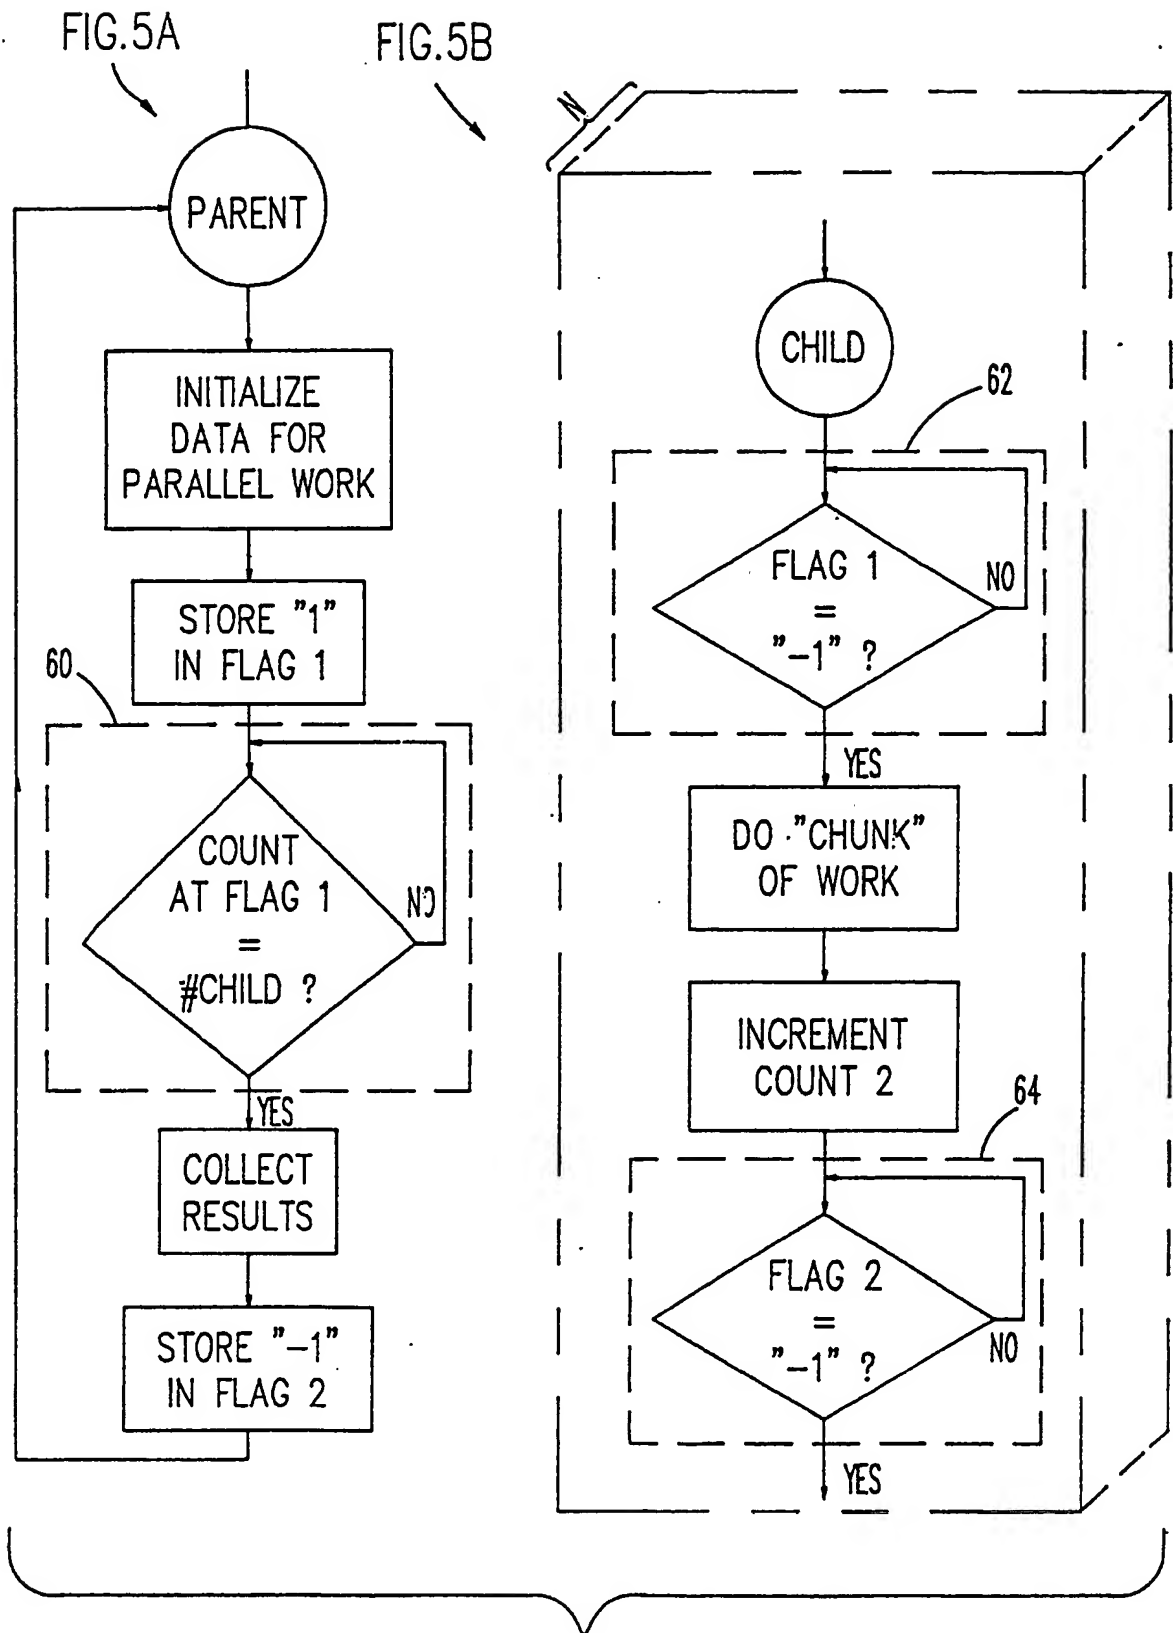 FIG.5A
PARENT
INITIALIZE
DATA FOR
PARALLEL WORK
STORE "1"
IN FLAG 1
60
COUNT
AT FLAG 1
=
#CHILD ?
NO
YES
COLLECT
RESULTS
STORE "-1"
IN FLAG 2
FIG.5B
N
CHILD
62
FLAG 1
=
"-1" ?
NO
YES
DO "CHUNK"
OF WORK
INCREMENT
COUNT 2
64
FLAG 2
=
"-1" ?
NO
YES